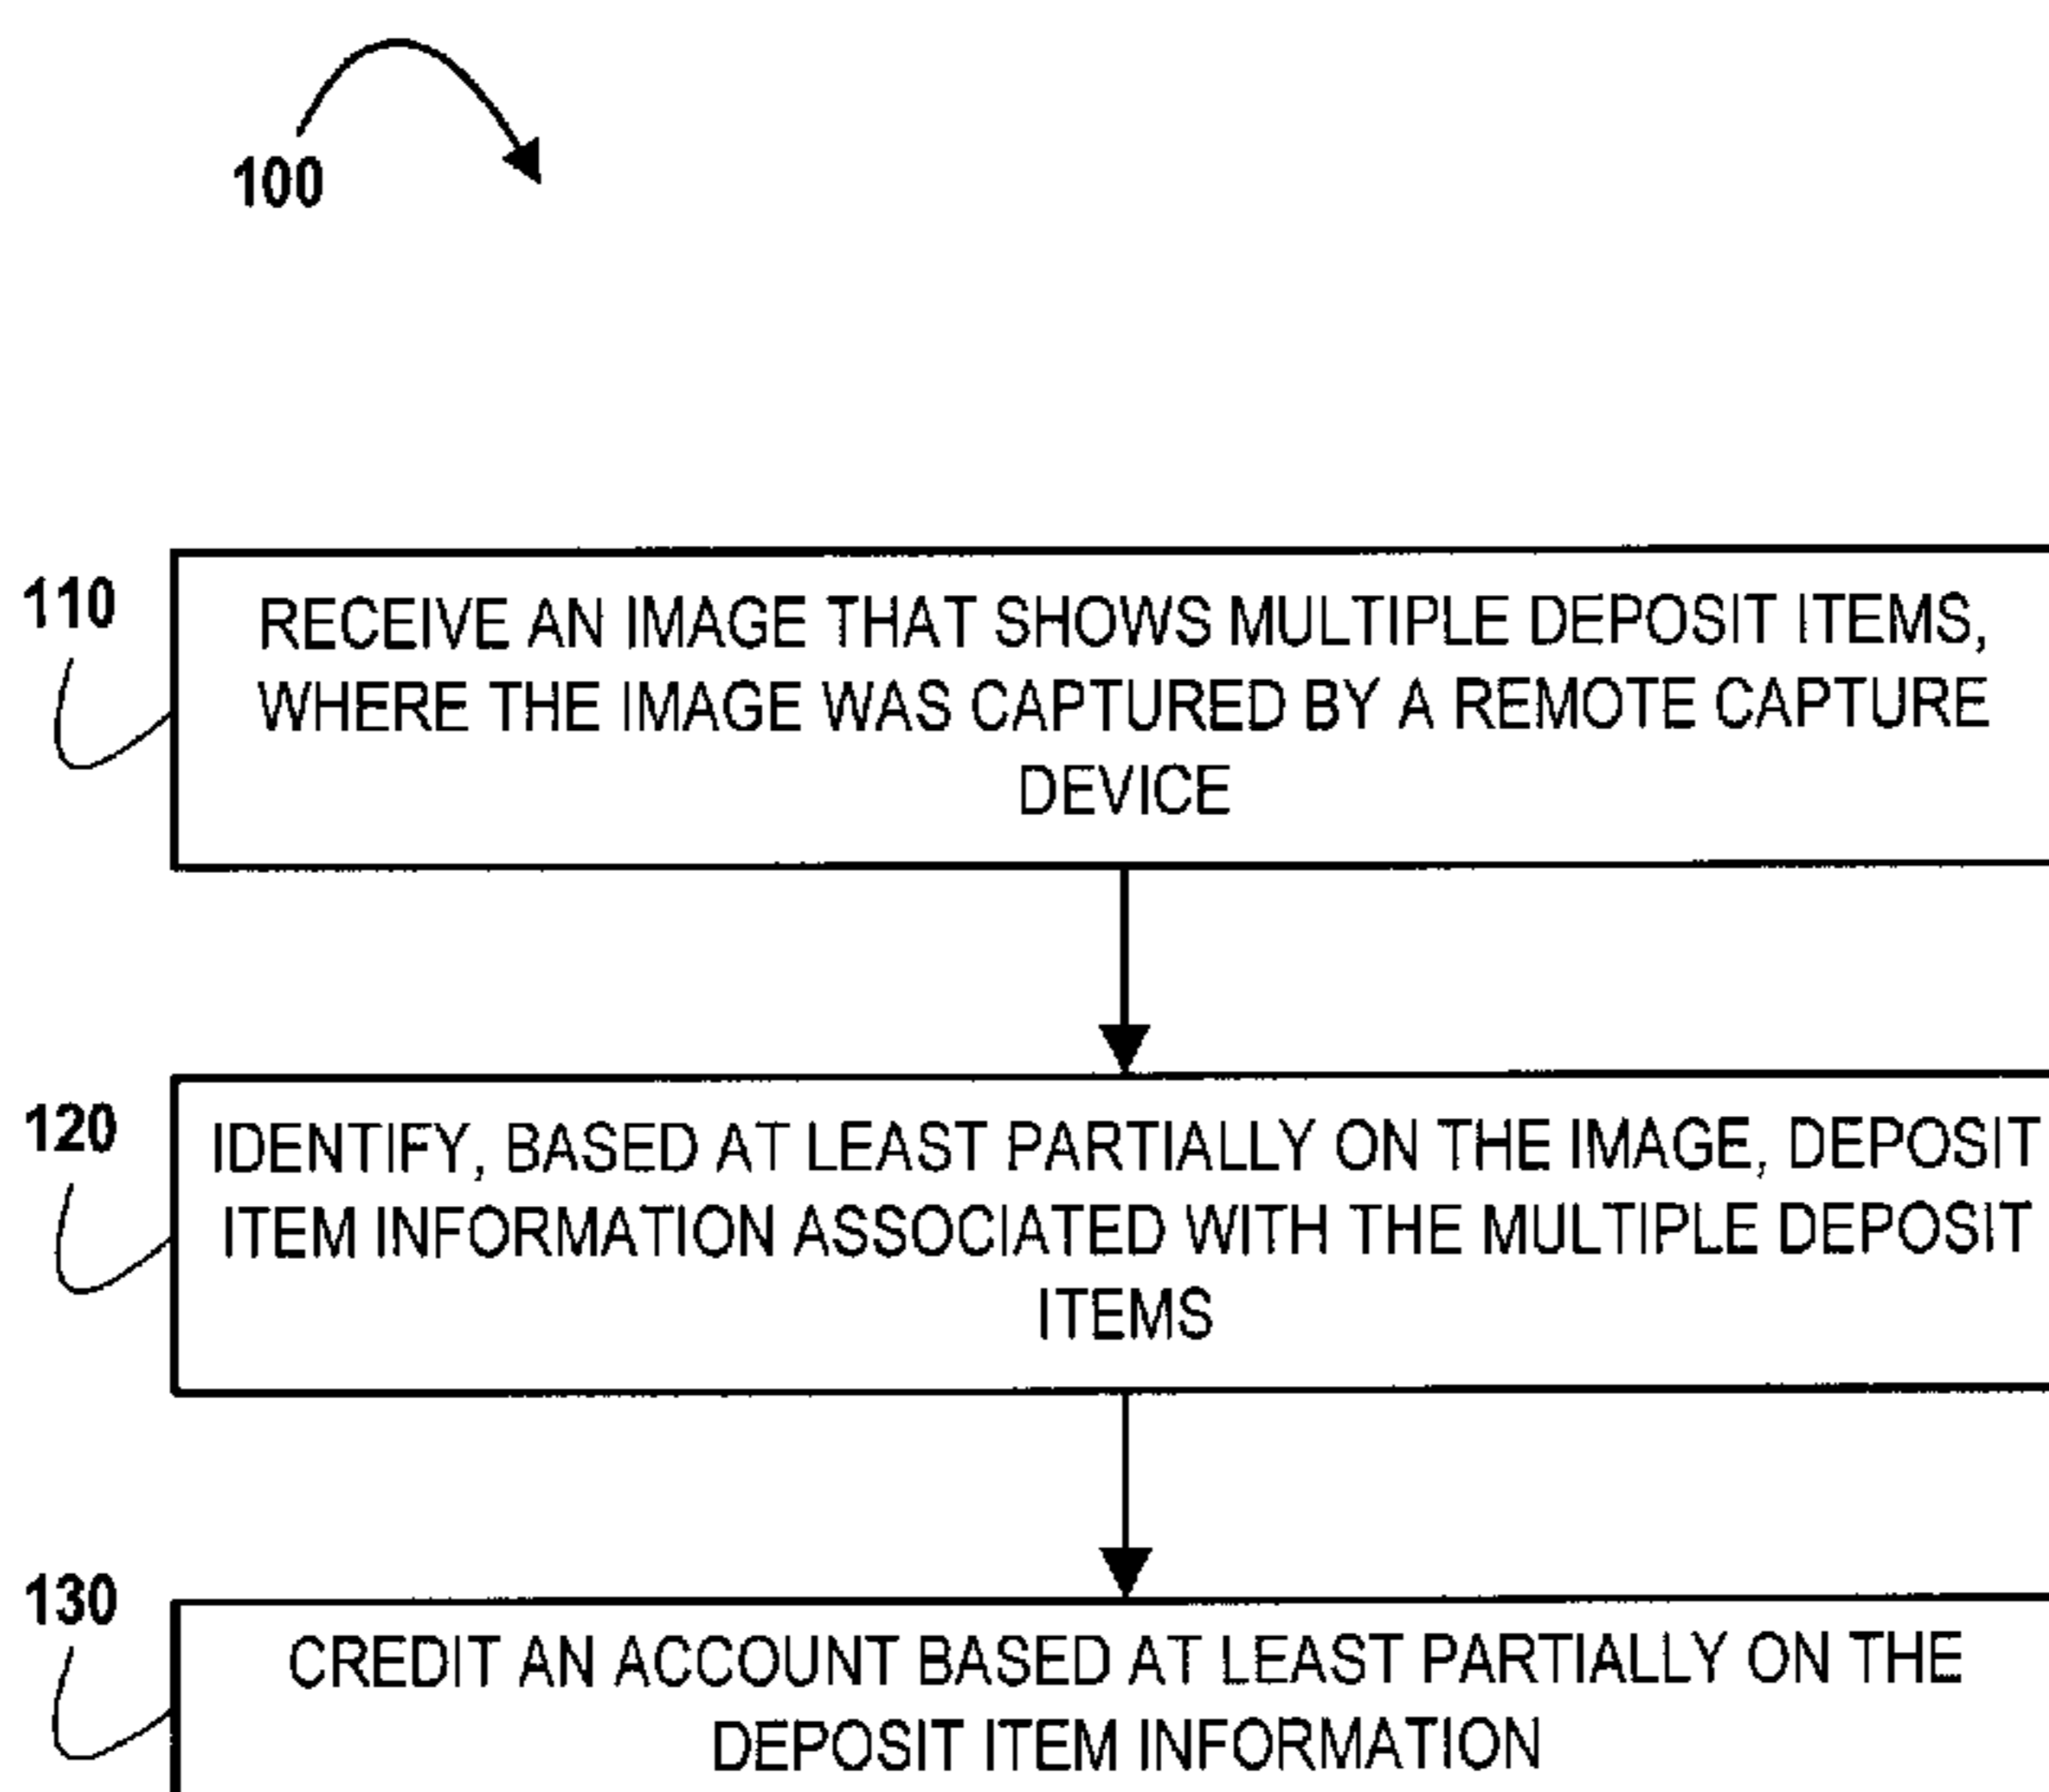 100
110
RECEIVE AN IMAGE THAT SHOWS MULTIPLE DEPOSIT ITEMS,
WHERE THE IMAGE WAS CAPTURED BY A REMOTE CAPTURE
DEVICE
120
IDENTIFY, BASED AT LEAST PARTIALLY ON THE IMAGE, DEPOSIT
ITEM INFORMATION ASSOCIATED WITH THE MULTIPLE DEPOSIT
ITEMS
130
CREDIT AN ACCOUNT BASED AT LEAST PARTIALLY ON THE
DEPOSIT ITEM INFORMATION